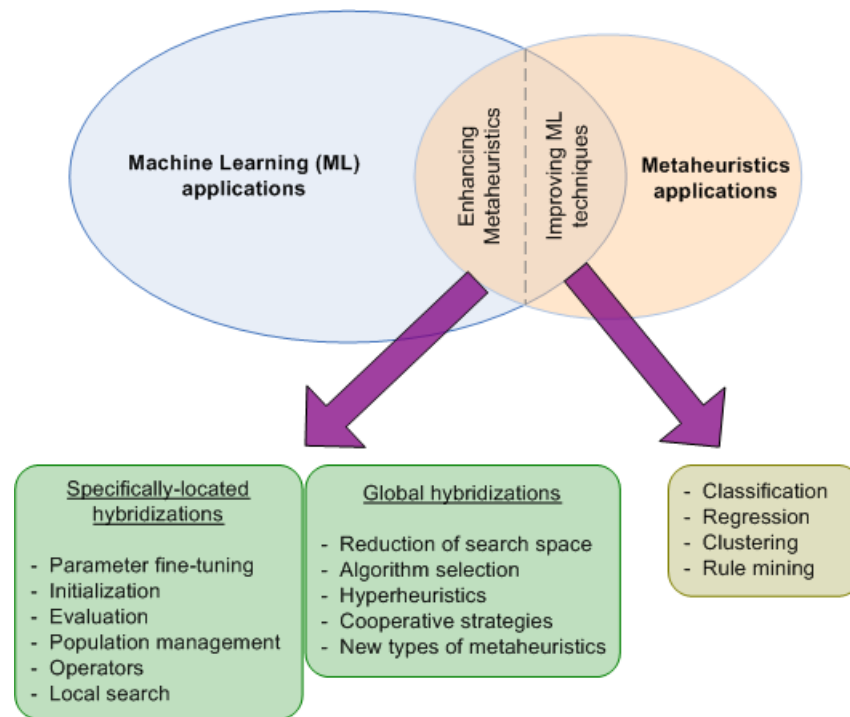 Machine Learning (ML)
applications
Enhancing
Metaheuristics
Improving ML
techniques
Metaheuristics
applications
Specifically-located
hybridizations
- Parameter fine-tuning
- Initialization
- Evaluation
- Population management
- Operators
- Local search
Global hybridizations
- Reduction of search space
- Algorithm selection
- Hyperheuristics
- Cooperative strategies
- New types of metaheuristics
- Classification
- Regression
- Clustering
- Rule mining